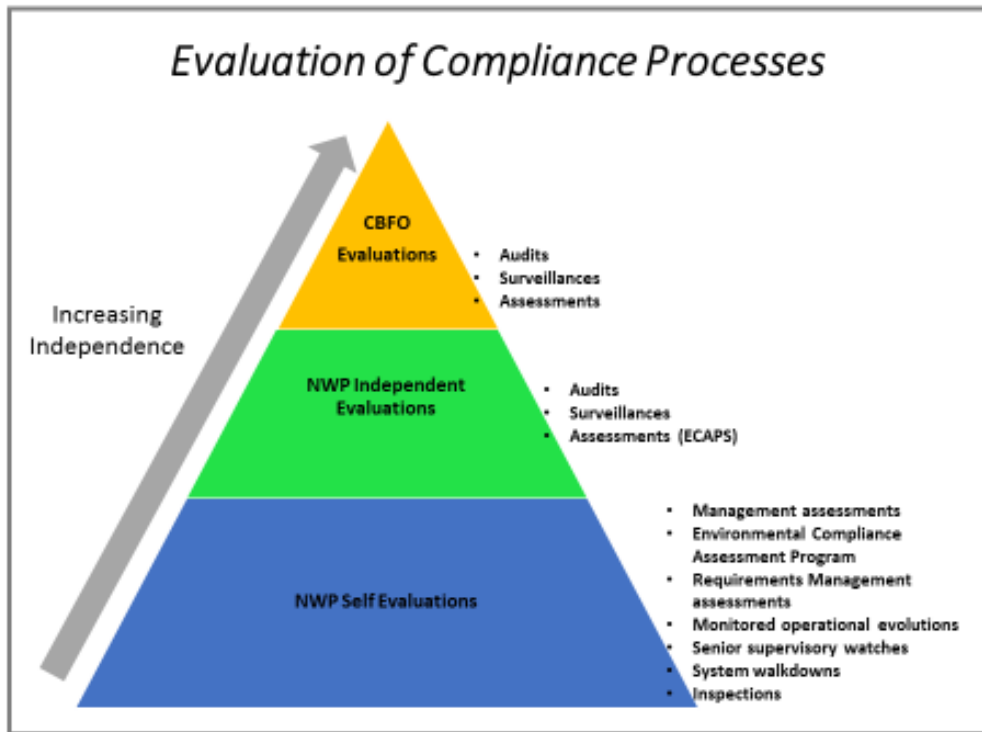 Evaluation of Compliance Processes
CBFO
Evaluations
• Audits
• Surveillances
• Assessments
Increasing
Independence
NWP Independent
Evaluations
• Audits
• Surveillances
• Assessments (ECAPS)
NWP Self Evaluations
• Management assessments
• Environmental Compliance
Assessment Program
• Requirements Management
assessments
• Monitored operational evolutions
• Senior supervisory watches
• System walkdowns
• Inspections